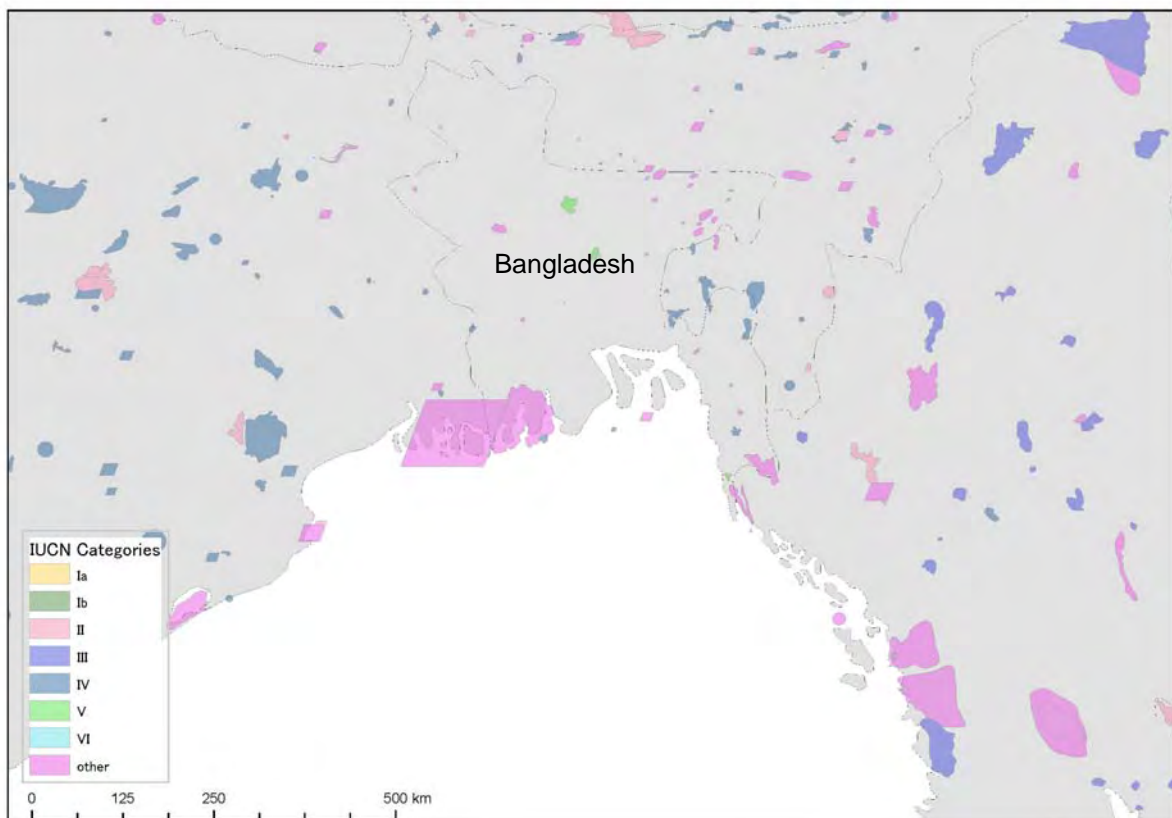 Bangladesh
IUCN Categories
Ia
Ib
II
III
IV
V
VI
other
0 125 250 500 km